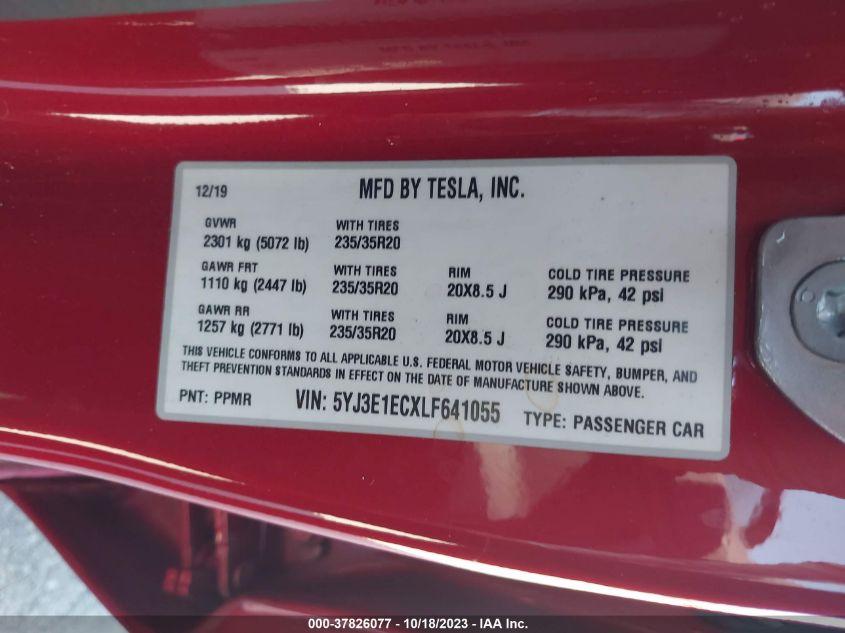 12/19 MFD BY TESLA, INC.
GVWR WITH TIRES
2301 kg (5072 lb) 235/35R20
GAWR FRT WITH TIRES RIM COLD TIRE PRESSURE
1110 kg (2447 lb) 235/35R20 20X8.5 J 290 kPa, 42 psi
GAWR RR WITH TIRES RIM COLD TIRE PRESSURE
1257 kg (2771 lb) 235/35R20 20X8.5 J 290 kPa, 42 psi
THIS VEHICLE CONFORMS TO ALL APPLICABLE U.S. FEDERAL MOTOR VEHICLE SAFETY, BUMPER, AND
THEFT PREVENTION STANDARDS IN EFFECT ON THE DATE OF MANUFACTURE SHOWN ABOVE.
PNT: PPMR VIN: 5YJ3E1ECXLF641055 TYPE: PASSENGER CAR
000-37826077 - 10/18/2023 - IAA Inc.